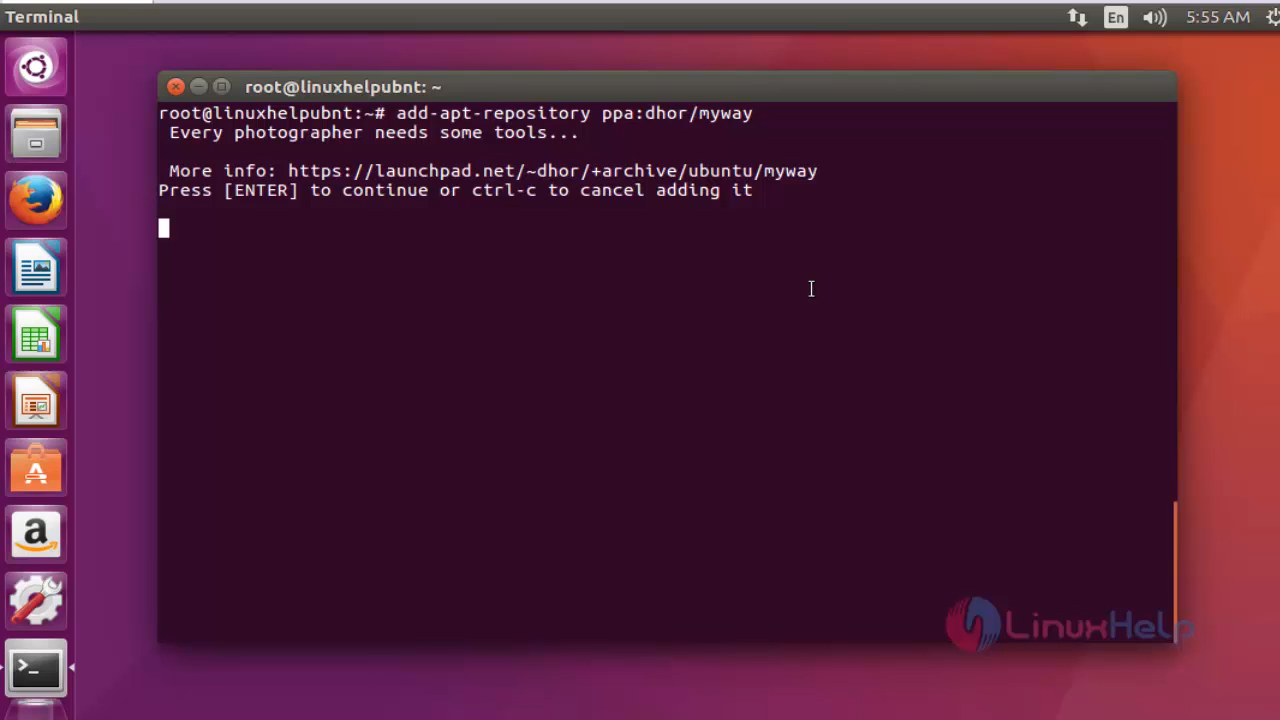 Terminal
En
5:55 AM
root@linuxhelpubnt: ~
root@linuxhelpubnt:~# add-apt-repository ppa:dhor/myway
Every photographer needs some tools...
More info: https://launchpad.net/~dhor/+archive/ubuntu/myway
Press [ENTER] to continue or ctrl-c to cancel adding it
A
a
>_
LinuxHelp